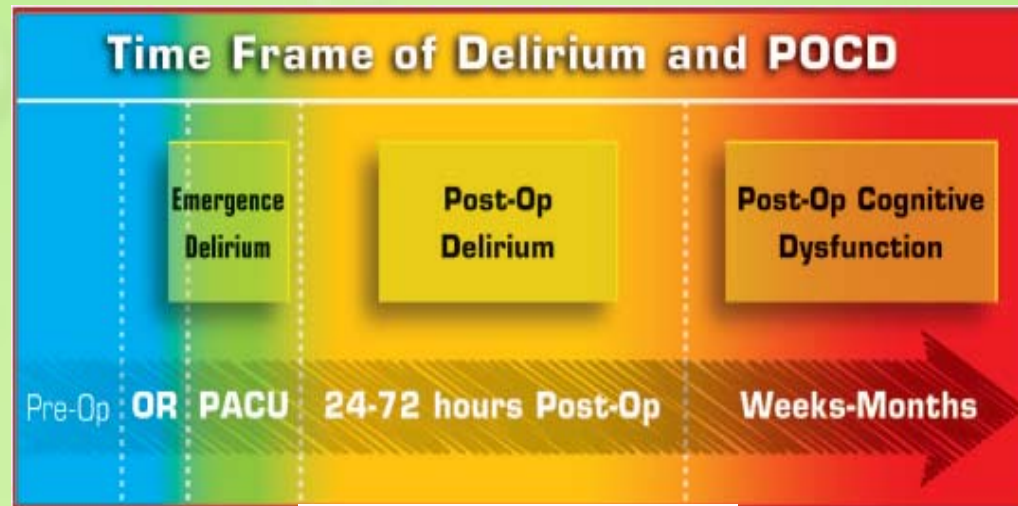 Time Frame of Delirium and POCD
Emergence
Delirium
Post-Op
Delirium
Post-Op Cognitive
Dysfunction
Pre-Op OR PACU 24-72 hours Post-Op Weeks-Months